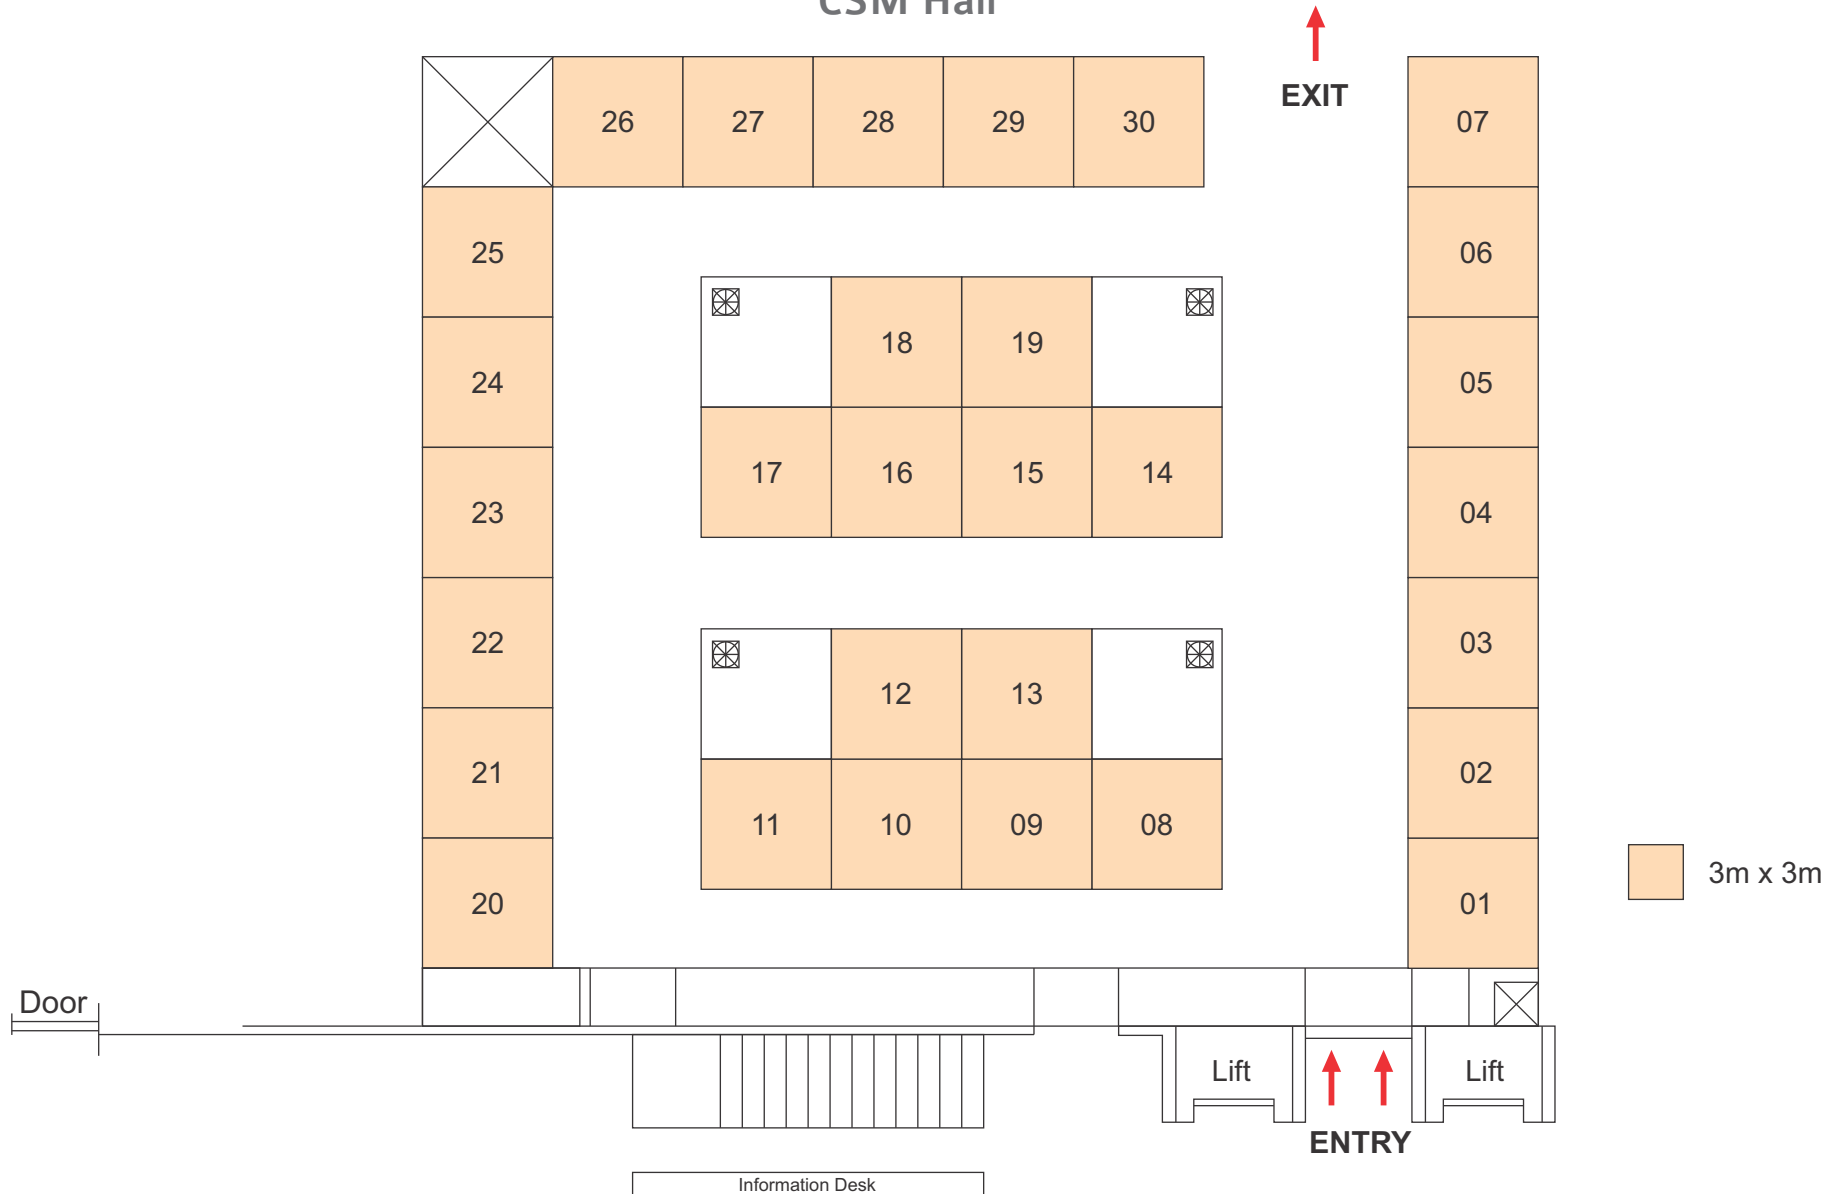 CSM Hall
EXIT
26 27 28 29 30 07
25 06
18 19
24 05
17 16 15 14
23 04
22 03
12 13
21 02
11 10 09 08
3m x 3m
20 01
Door
Lift Lift
ENTRY
Information Desk